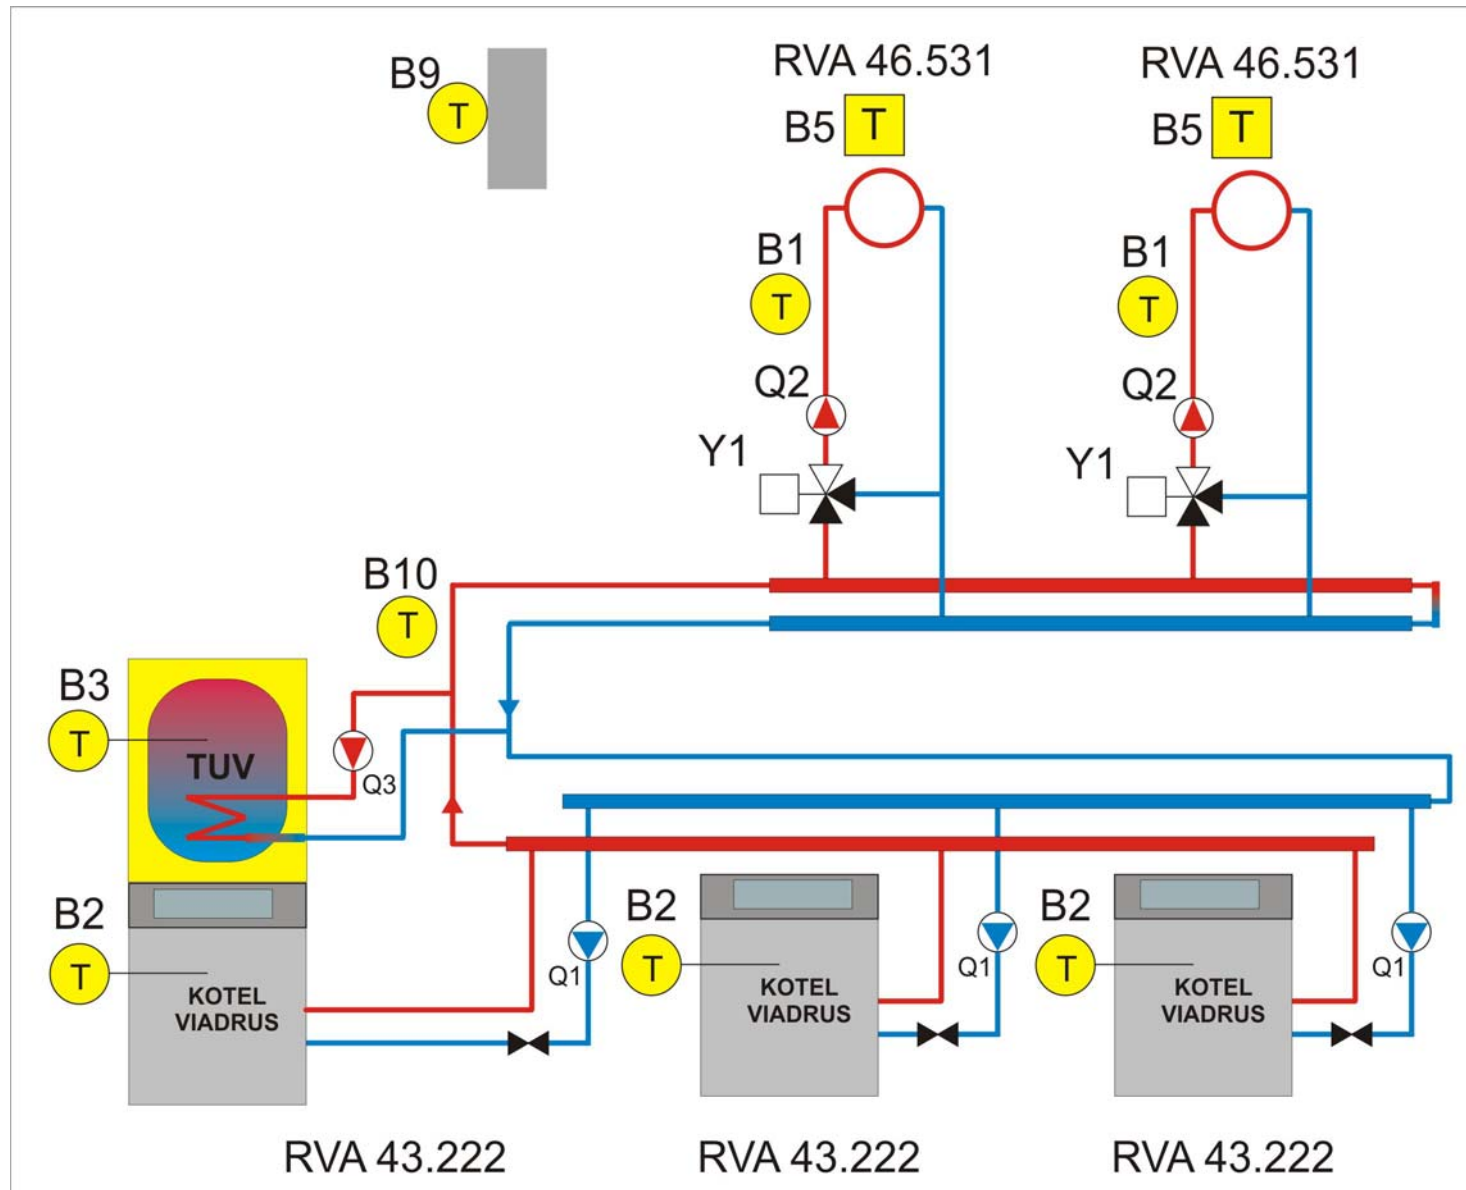 RVA 46.531
RVA 46.531
B9
T
B5
T
B5
T
B1
T
B1
T
Q2
Q2
Y1
Y1
B10
T
B3
T
TUV
Q3
B2
T
KOTEL
VIADRUS
Q1
B2
T
KOTEL
VIADRUS
Q1
B2
T
KOTEL
VIADRUS
Q1
RVA 43.222
RVA 43.222
RVA 43.222